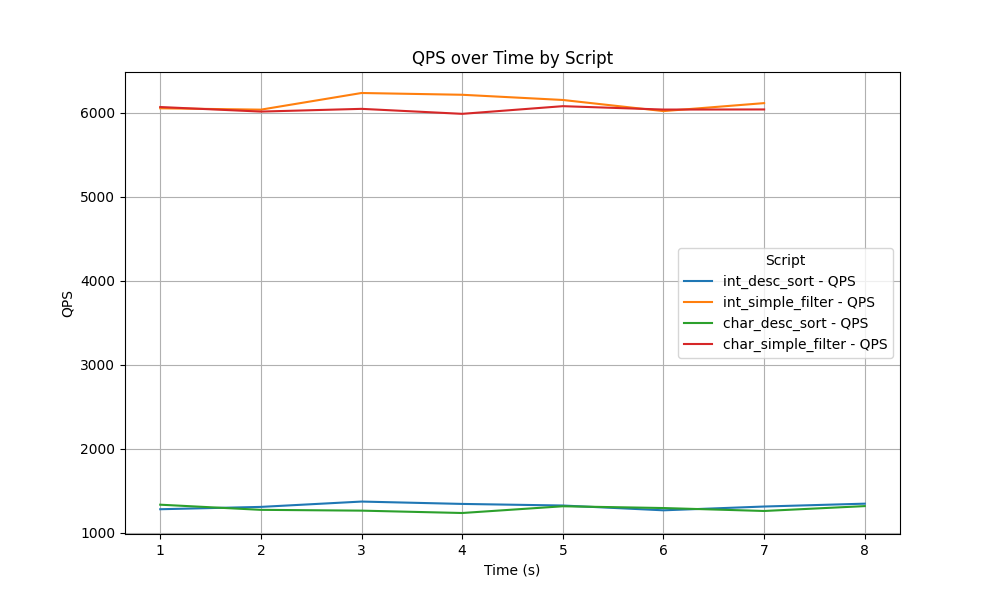 QPS over Time by Script
QPS
6000
5000
4000
3000
2000
1000
Script
int_desc_sort - QPS
int_simple_filter - QPS
char_desc_sort - QPS
char_simple_filter - QPS
1 2 3 4 5 6 7 8
Time (s)